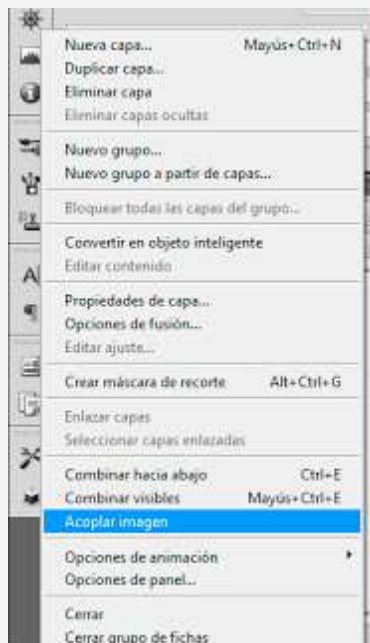 Nueva capa... Mayús+Ctrl+N
Duplicar capa...
Eliminar capa
Eliminar capas ocultas
Nuevo grupo...
Nuevo grupo a partir de capas...
Bloquear todas las capas del grupo...
Convertir en objeto inteligente
Editar contenido
Propiedades de capa...
Opciones de fusión...
Editar ajuste...
Crear máscara de recorte Alt+Ctrl+G
Enlazar capas
Seleccionar capas enlazadas
Combinar hacia abajo Ctrl+E
Combinar visibles Mayús+Ctrl+E
Acoplar imagen
Opciones de animación
Opciones de panel...
Cerrar
Cerrar grupo de fichas